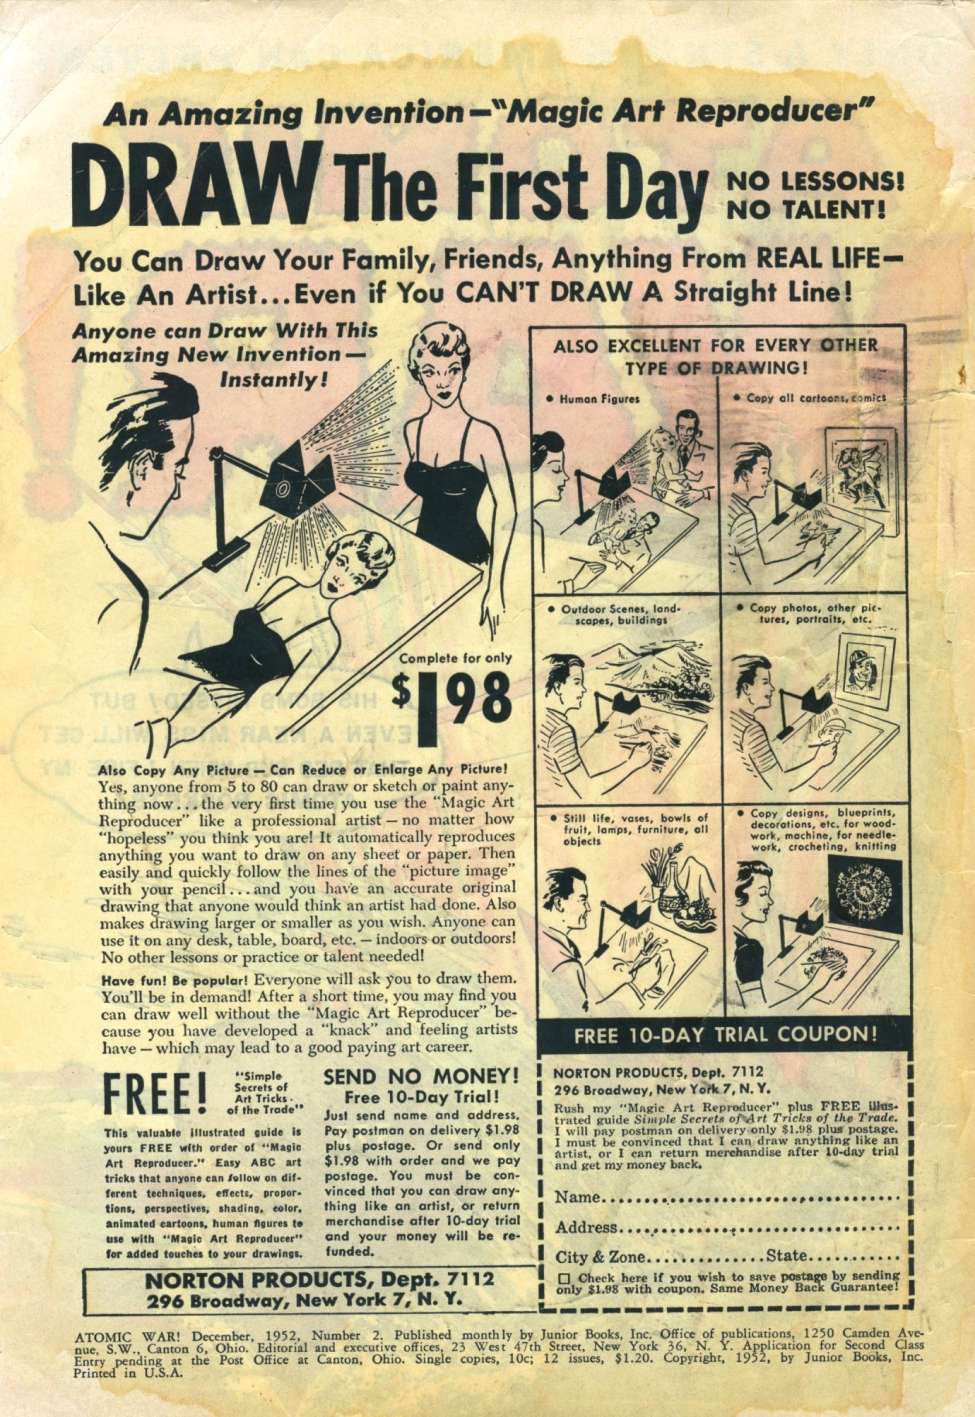 An Amazing Invention—"Magic Art Reproducer"
DRAW The First Day
NO LESSONS!
NO TALENT!
You Can Draw Your Family, Friends, Anything From REAL LIFE—
Like An Artist...Even if You CAN'T DRAW A Straight Line!
Anyone can Draw With This
Amazing New Invention—
Instantly!
Complete for only
$1.98
Also Copy Any Picture — Can Reduce or Enlarge Any Picture!
Yes, anyone from 5 to 80 can draw or sketch or paint any-
thing now...the very first time you use the "Magic Art
Reproducer" like a professional artist — no matter how
"hopeless" you think you are! It automatically reproduces
anything you want to draw on any sheet or paper. Then
easily and quickly follow the lines of the "picture image"
with your pencil...and you have an accurate original
drawing that anyone would think an artist had done. Also
makes drawing larger or smaller as you wish. Anyone can
use it on any desk, table, board, etc. — indoors or outdoors!
No other lessons or practice or talent needed!
Have fun! Be popular! Everyone will ask you to draw them.
You'll be in demand! After a short time, you may find you
can draw well without the "Magic Art Reproducer" be-
cause you have developed a "knack" and feeling artists
have — which may lead to a good paying art career.
FREE!
"Simple
Secrets of
Art Tricks
of the Trade"
This valuable illustrated guide is
yours FREE with order of "Magic
Art Reproducer." Easy ABC art
tricks that anyone can follow on dif-
ferent techniques, effects, propor-
tions, perspectives, shading, color,
animated cartoons, human figures to
use with "Magic Art Reproducer"
for added touches to your drawings.
SEND NO MONEY!
Free 10-Day Trial!
Just send name and address.
Pay postman on delivery $1.98
plus postage. Or send only
$1.98 with order and we pay
postage. You must be con-
vinced that you can draw any-
thing like an artist, or return
merchandise after 10-day trial
and your money will be re-
funded.
NORTON PRODUCTS, Dept. 7112
296 Broadway, New York 7, N. Y.
ALSO EXCELLENT FOR EVERY OTHER
TYPE OF DRAWING!
• Human Figures
• Copy all cartoons, comics
• Outdoor Scenes, land-
scapes, buildings
• Copy photos, other pic-
tures, portraits, etc.
• Still life, vases, bowls of
fruit, lamps, furniture, all
objects
• Copy designs, blueprints,
decorations, etc. for wood-
work, machine, for needle-
work, crocheting, knitting
FREE 10-DAY TRIAL COUPON!
NORTON PRODUCTS, Dept. 7112
296 Broadway, New York 7, N. Y.
Rush my "Magic Art Reproducer" plus FREE illus-
trated guide Simple Secrets of Art Tricks of the Trade.
I will pay postman on delivery only $1.98 plus postage.
I must be convinced that I can draw anything like an
artist, or I can return merchandise after 10-day trial
and get my money back.
Name
Address
City & Zone State
Check here if you wish to save postage by sending
only $1.98 with coupon. Same Money Back Guarantee!
ATOMIC WAR! December, 1952, Number 2. Published monthly by Junior Books, Inc. Office of publications, 1250 Camden Ave-
nue, S.W., Canton 6, Ohio. Editorial and executive offices, 23 West 47th Street, New York 36, N. Y. Application for Second Class
Entry pending at the Post Office at Canton, Ohio. Single copies, 10c; 12 issues, $1.20. Copyright, 1952, by Junior Books, Inc.
Printed in U.S.A.